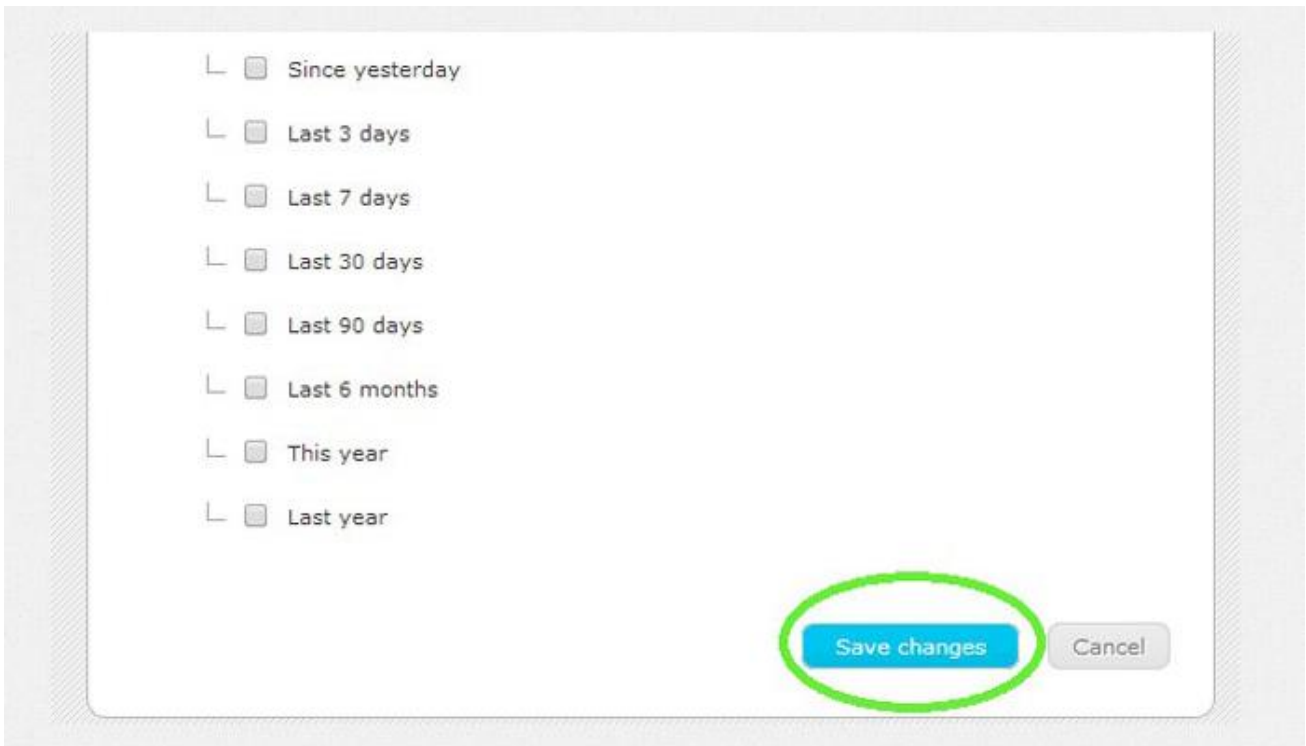 Since yesterday
Last 3 days
Last 7 days
Last 30 days
Last 90 days
Last 6 months
This year
Last year
Save changes
Cancel